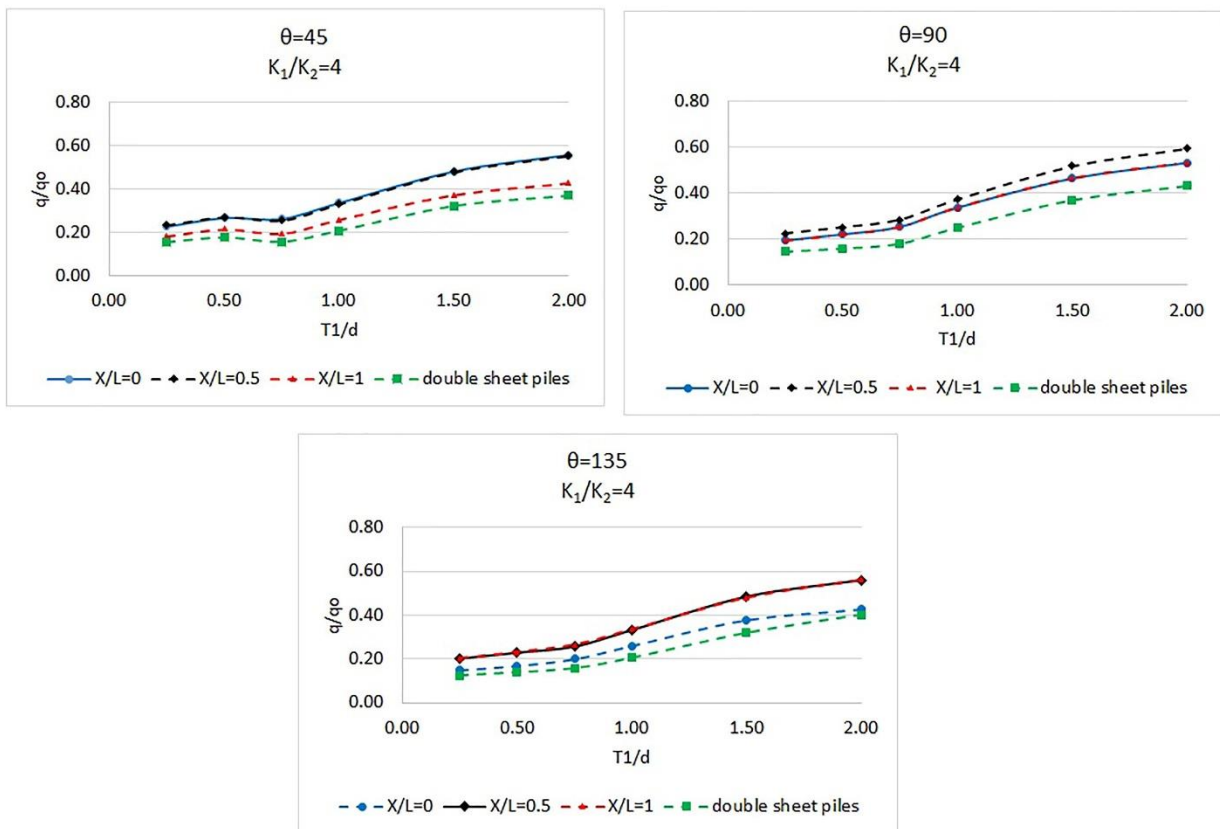 θ=45
K₁/K₂=4
0.80
0.60
0.40
0.20
0.00
q/qo
0.00 0.50 1.00 1.50 2.00
T1/d
X/L=0 X/L=0.5 X/L=1 double sheet piles
θ=90
K₁/K₂=4
0.80
0.60
0.40
0.20
0.00
q/qo
0.00 0.50 1.00 1.50 2.00
T1/d
X/L=0 X/L=0.5 X/L=1 double sheet piles
θ=135
K₁/K₂=4
0.80
0.60
0.40
0.20
0.00
q/qo
0.00 0.50 1.00 1.50 2.00
T1/d
X/L=0 X/L=0.5 X/L=1 double sheet piles